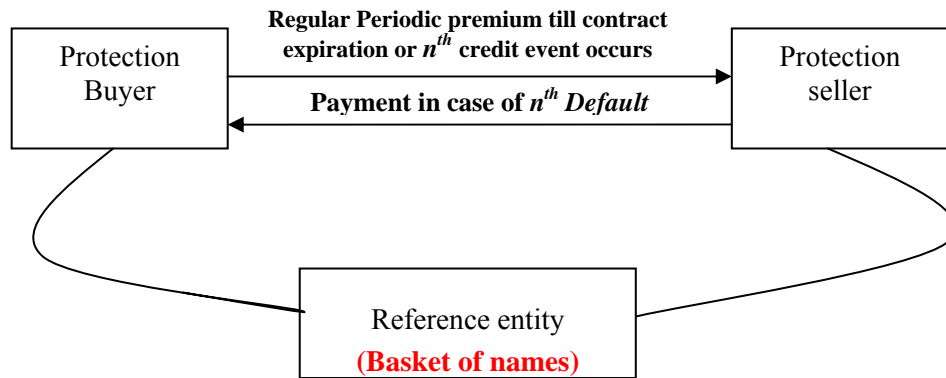 Regular Periodic premium till contract
expiration or nth credit event occurs
Protection
Buyer
Protection
seller
Payment in case of nth Default
Reference entity
(Basket of names)